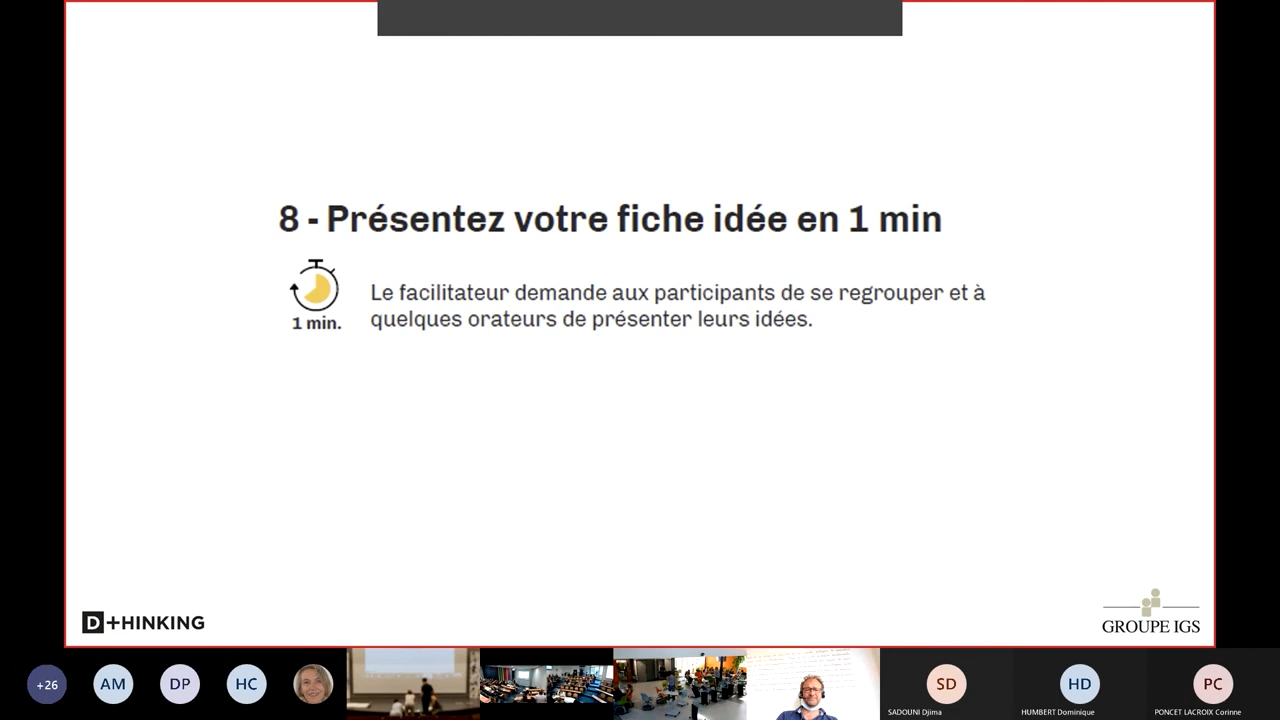 8 - Présentez votre fiche idée en 1 min
Le facilitateur demande aux participants de se regrouper et à
1 min.
quelques orateurs de présenter leurs idées.
D+HINKING
GROUPE IGS
+26
AM
DP
HC
SD
HD
PC
SADOUNI Djima
HUMBERT Dominique
PONCET LACROIX Corinne